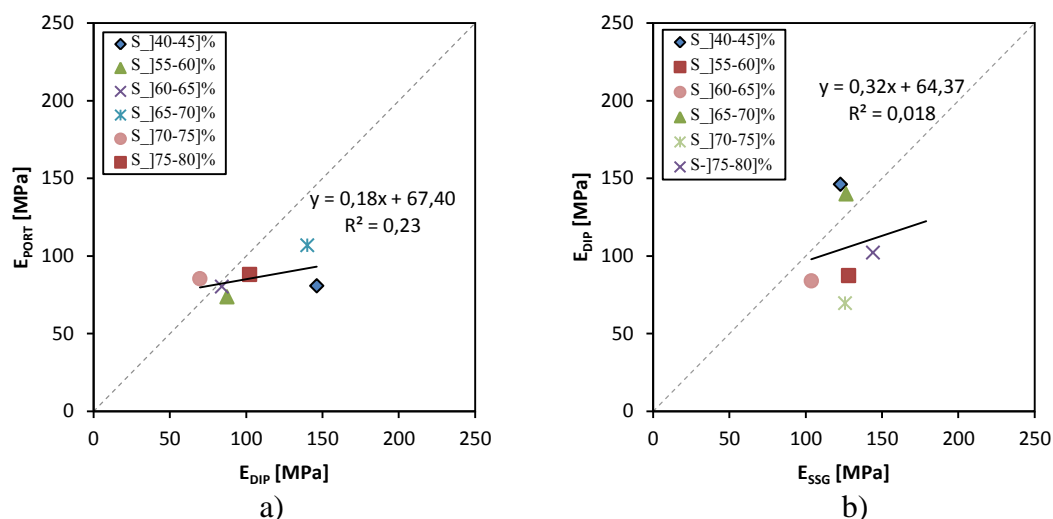 250
200
150
100
50
0
E_PORT [MPa]
S_]40-45]%
S_]55-60]%
S_]60-65]%
S_]65-70]%
S_]70-75]%
S_]75-80]%
y = 0,18x + 67,40
R² = 0,23
0 50 100 150 200 250
E_DIP [MPa]
a)
250
200
150
100
50
0
E_DIP [MPa]
S_]40-45]%
S_]55-60]%
S_]60-65]%
S_]65-70]%
S_]70-75]%
S-]75-80]%
y = 0,32x + 64,37
R² = 0,018
0 50 100 150 200 250
E_SSG [MPa]
b)